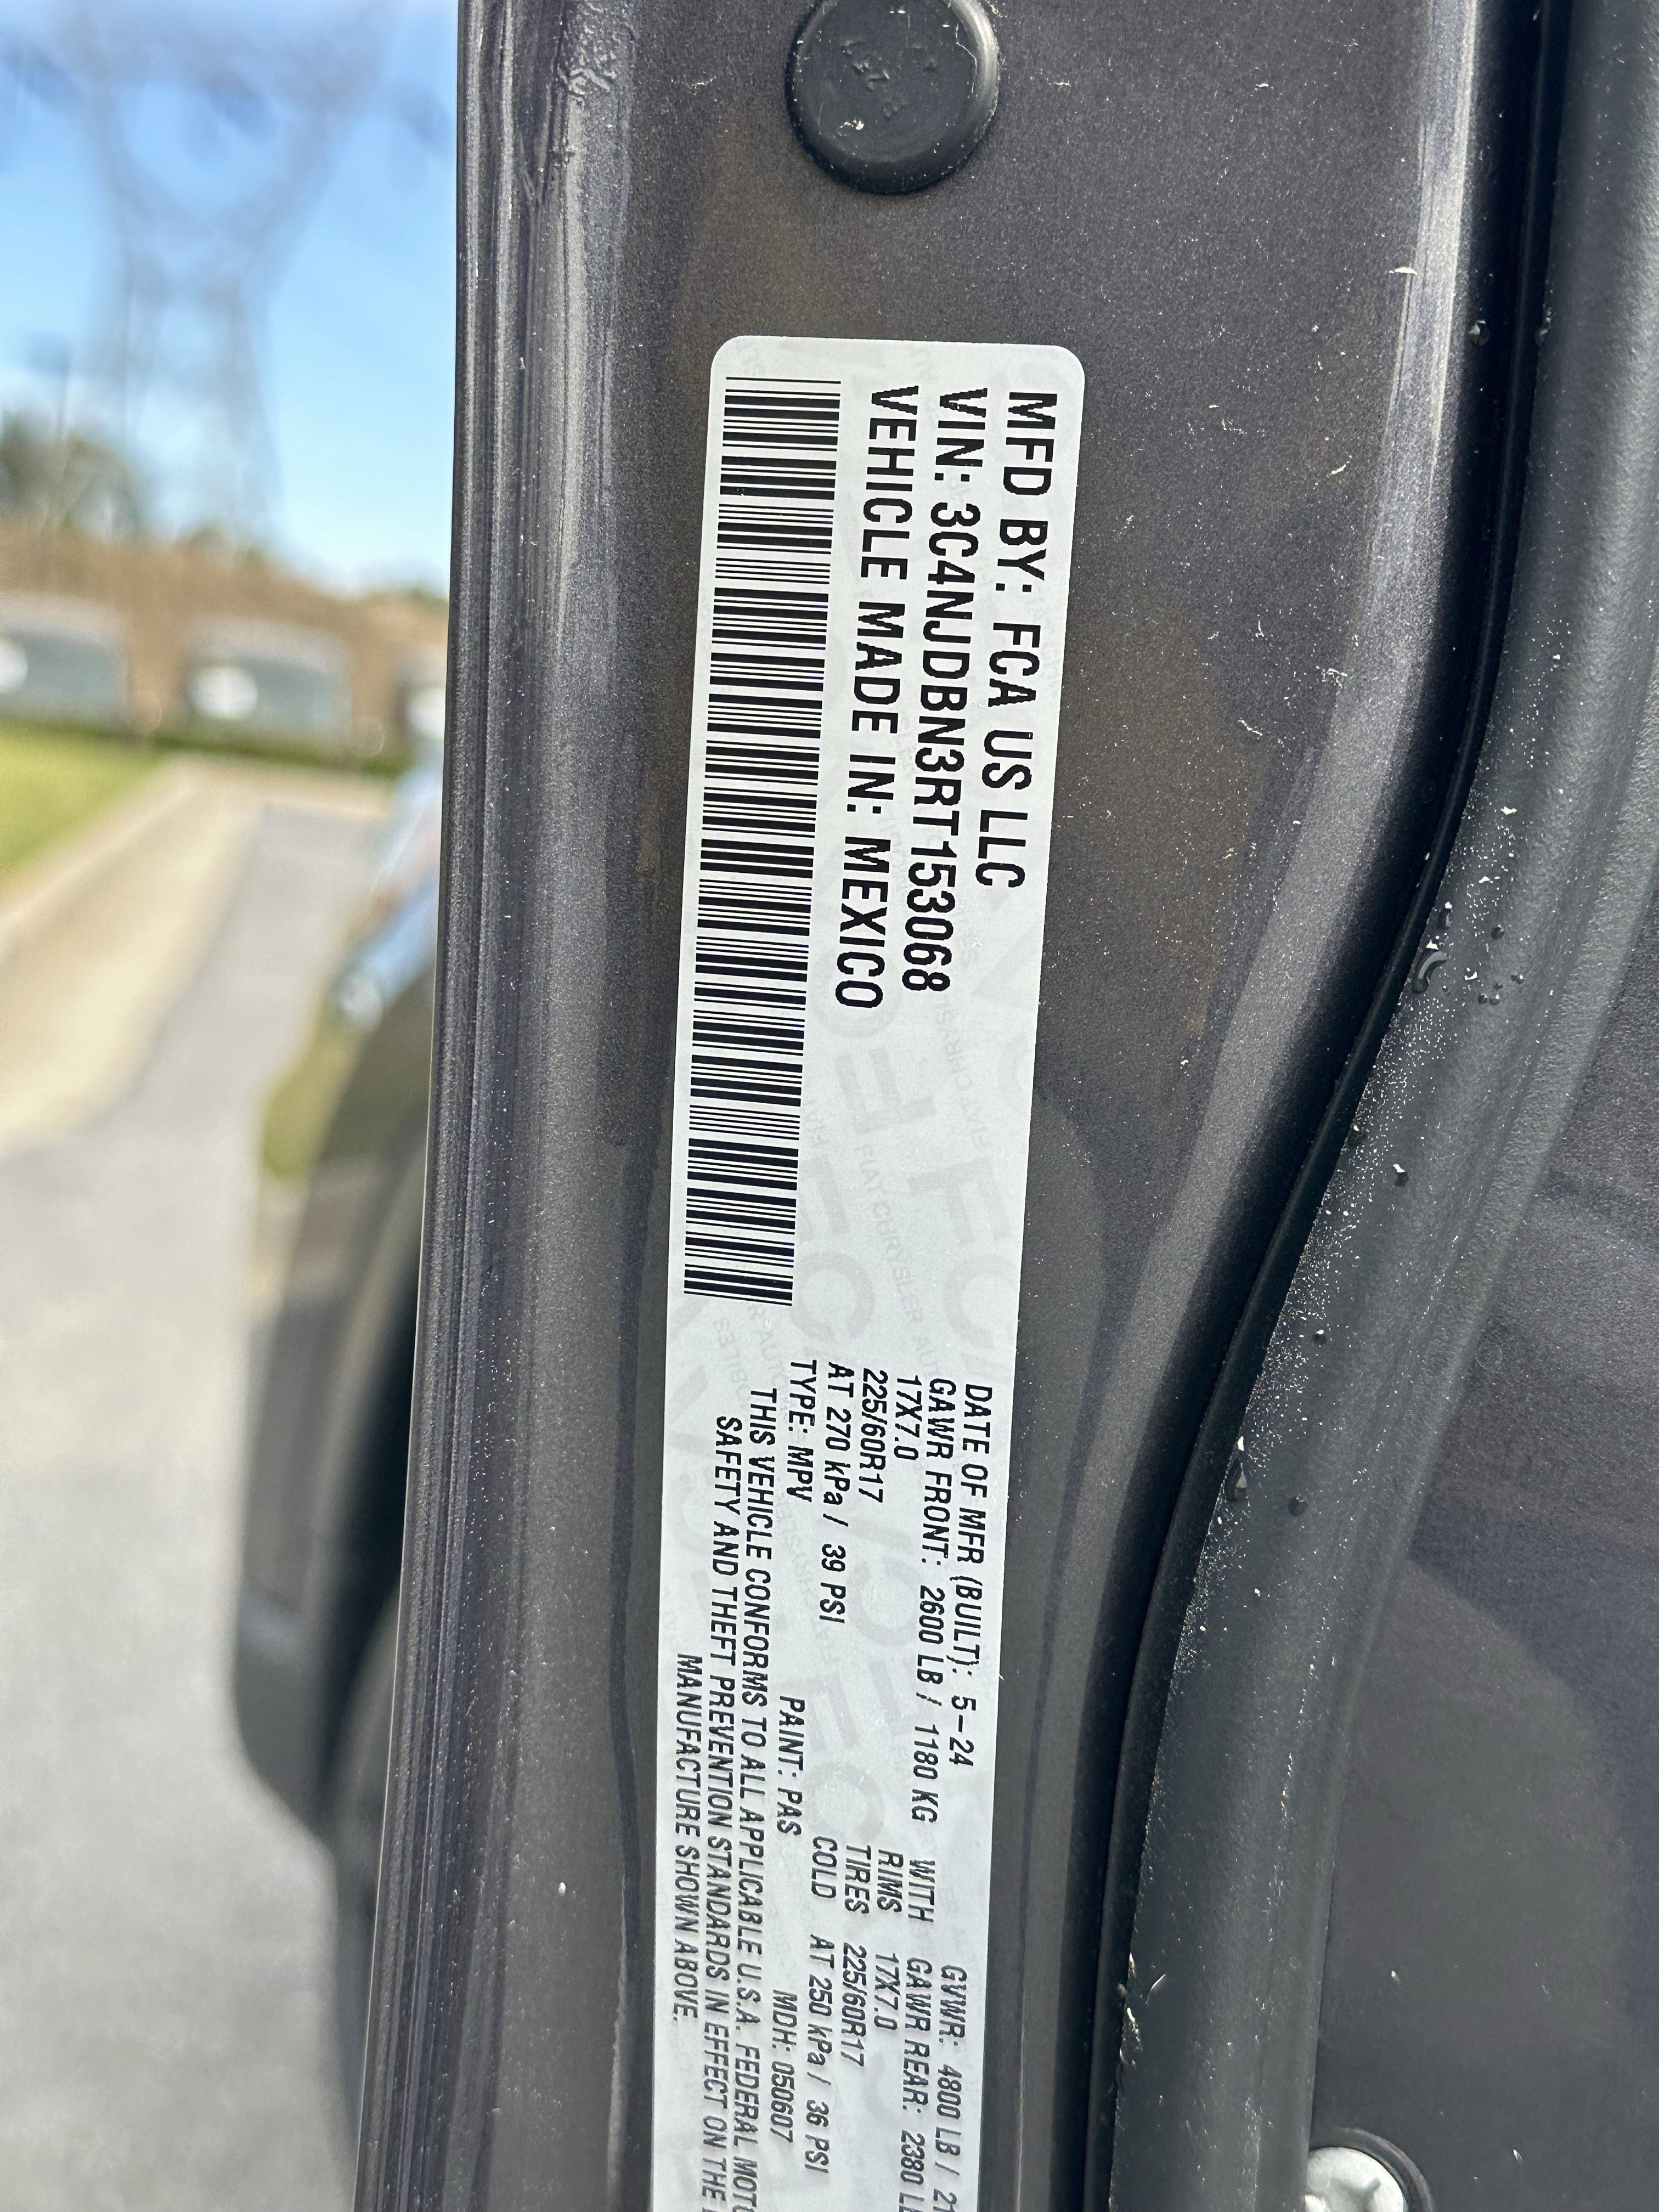 MFD BY: FCA US LLC
VIN: 3C4NJDBN3RT153068
VEHICLE MADE IN: MEXICO
DATE OF MFR (BUILT): 5-24 GVWR: 4800 LB /
GAWR FRONT: 2600 LB / 1180 KG WITH GAWR REAR: 2380
17X7.0 RIMS 17X7.0
225/60R17 TIRES 225/60R17
AT 270 kPa / 39 PSI COLD AT 250 kPa / 36 PSI
TYPE: MPV PAINT: PAS MDH: 050607
THIS VEHICLE CONFORMS TO ALL APPLICABLE U.S.A. FEDERAL
SAFETY AND THEFT PREVENTION STANDARDS IN EFFECT ON THE
MANUFACTURE SHOWN ABOVE.
FIAT CHRYSLER